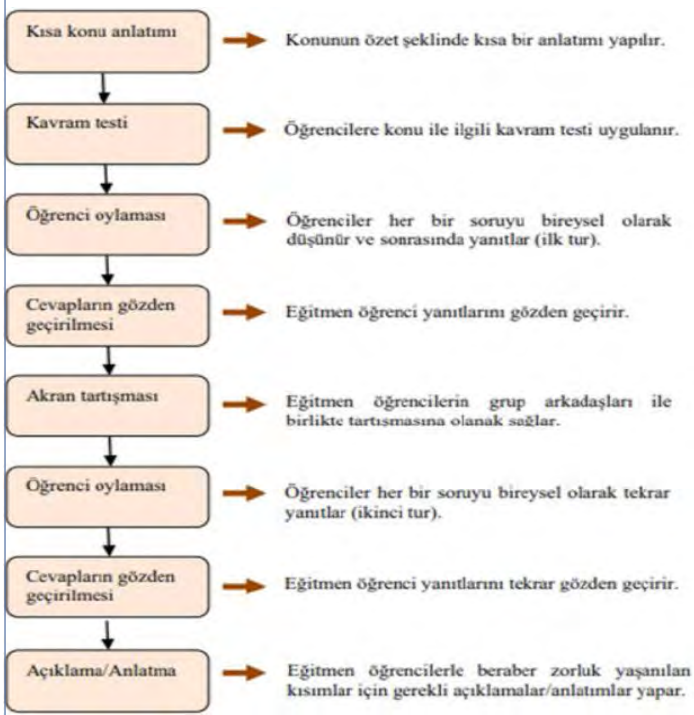 Kısa konu anlatımı
Konunun özet şeklinde kısa bir anlatımı yapılır.
Kavram testi
Öğrencilere konu ile ilgili kavram testi uygulanır.
Öğrenci oylaması
Öğrenciler her bir soruyu bireysel olarak
düşünür ve sonrasında yanıtlar (ilk tur).
Cevapların gözden
geçirilmesi
Eğitmen öğrenci yanıtlarını gözden geçirir.
Akran tartışması
Eğitmen öğrencilerin grup arkadaşları ile
birlikte tartışmasına olanak sağlar.
Öğrenci oylaması
Öğrenciler her bir soruyu bireysel olarak tekrar
yanıtlar (ikinci tur).
Cevapların gözden
geçirilmesi
Eğitmen öğrenci yanıtlarını tekrar gözden geçirir.
Açıklama/Anlatma
Eğitmen öğrencilerle beraber zorluk yaşanılan
kısımlar için gerekli açıklamalar/anlatımlar yapar.